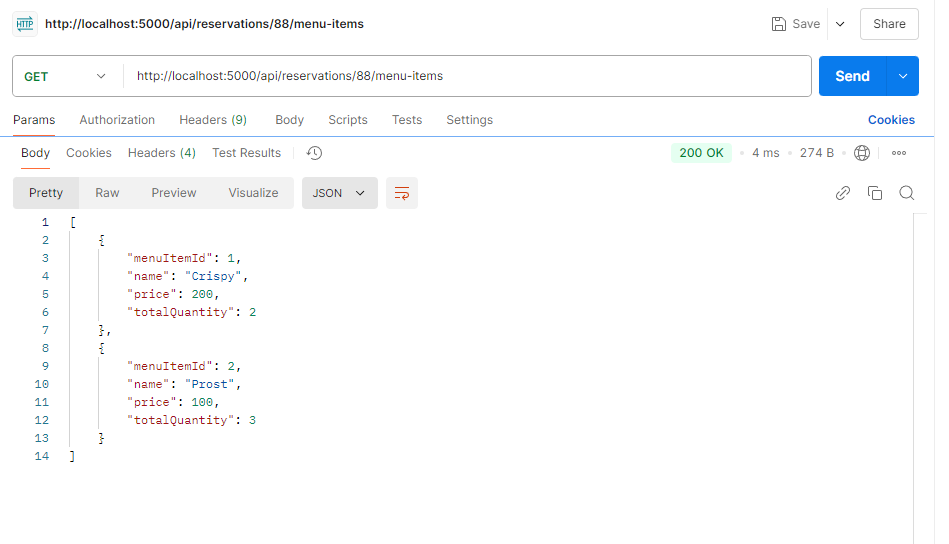 HTTP http://localhost:5000/api/reservations/88/menu-items Save Share
GET http://localhost:5000/api/reservations/88/menu-items Send
Params Authorization Headers (9) Body Scripts Tests Settings Cookies
Body Cookies Headers (4) Test Results 200 OK • 4 ms • 274 B
Pretty Raw Preview Visualize JSON
1 [
2 {
3 "menuItemId": 1,
4 "name": "Crispy",
5 "price": 200,
6 "totalQuantity": 2
7 },
8 {
9 "menuItemId": 2,
10 "name": "Prost",
11 "price": 100,
12 "totalQuantity": 3
13 }
14 ]